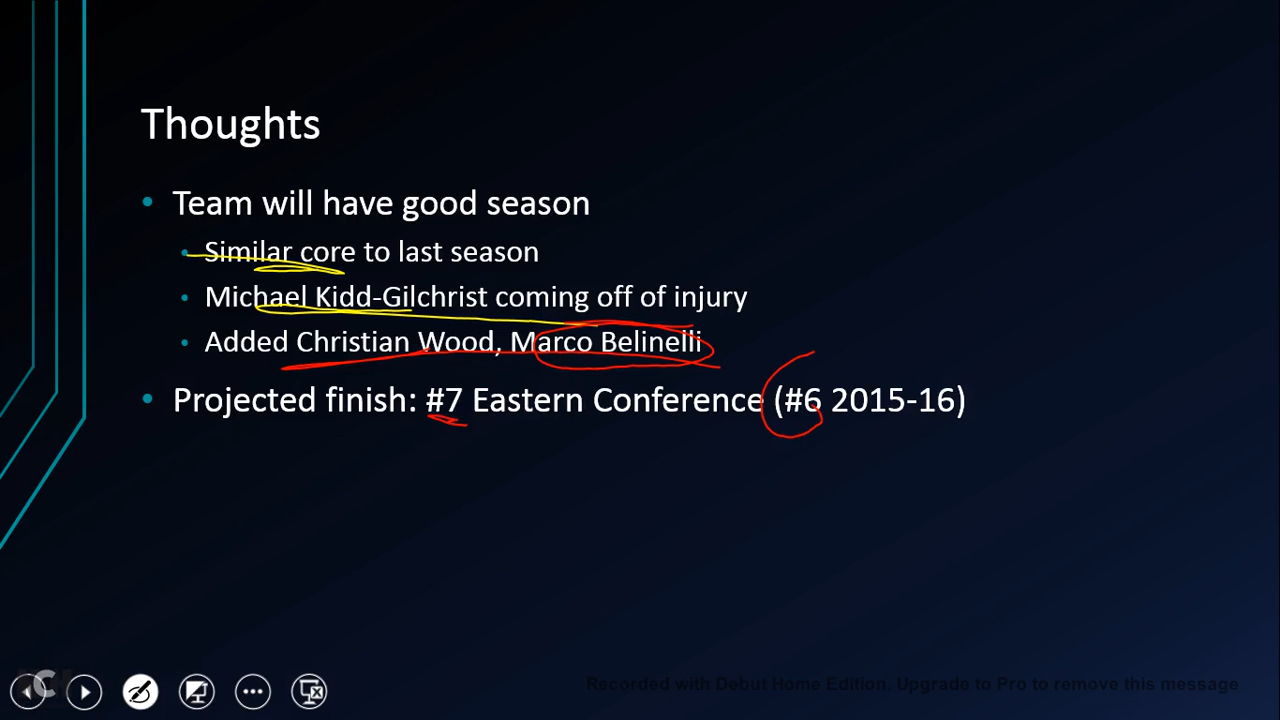 Thoughts
• Team will have good season
• Similar core to last season
• Michael Kidd-Gilchrist coming off of injury
• Added Christian Wood, Marco Belinelli
• Projected finish: #7 Eastern Conference (#6 2015-16)
Recorded with Debut Home Edition. Upgrade to Pro to remove this message